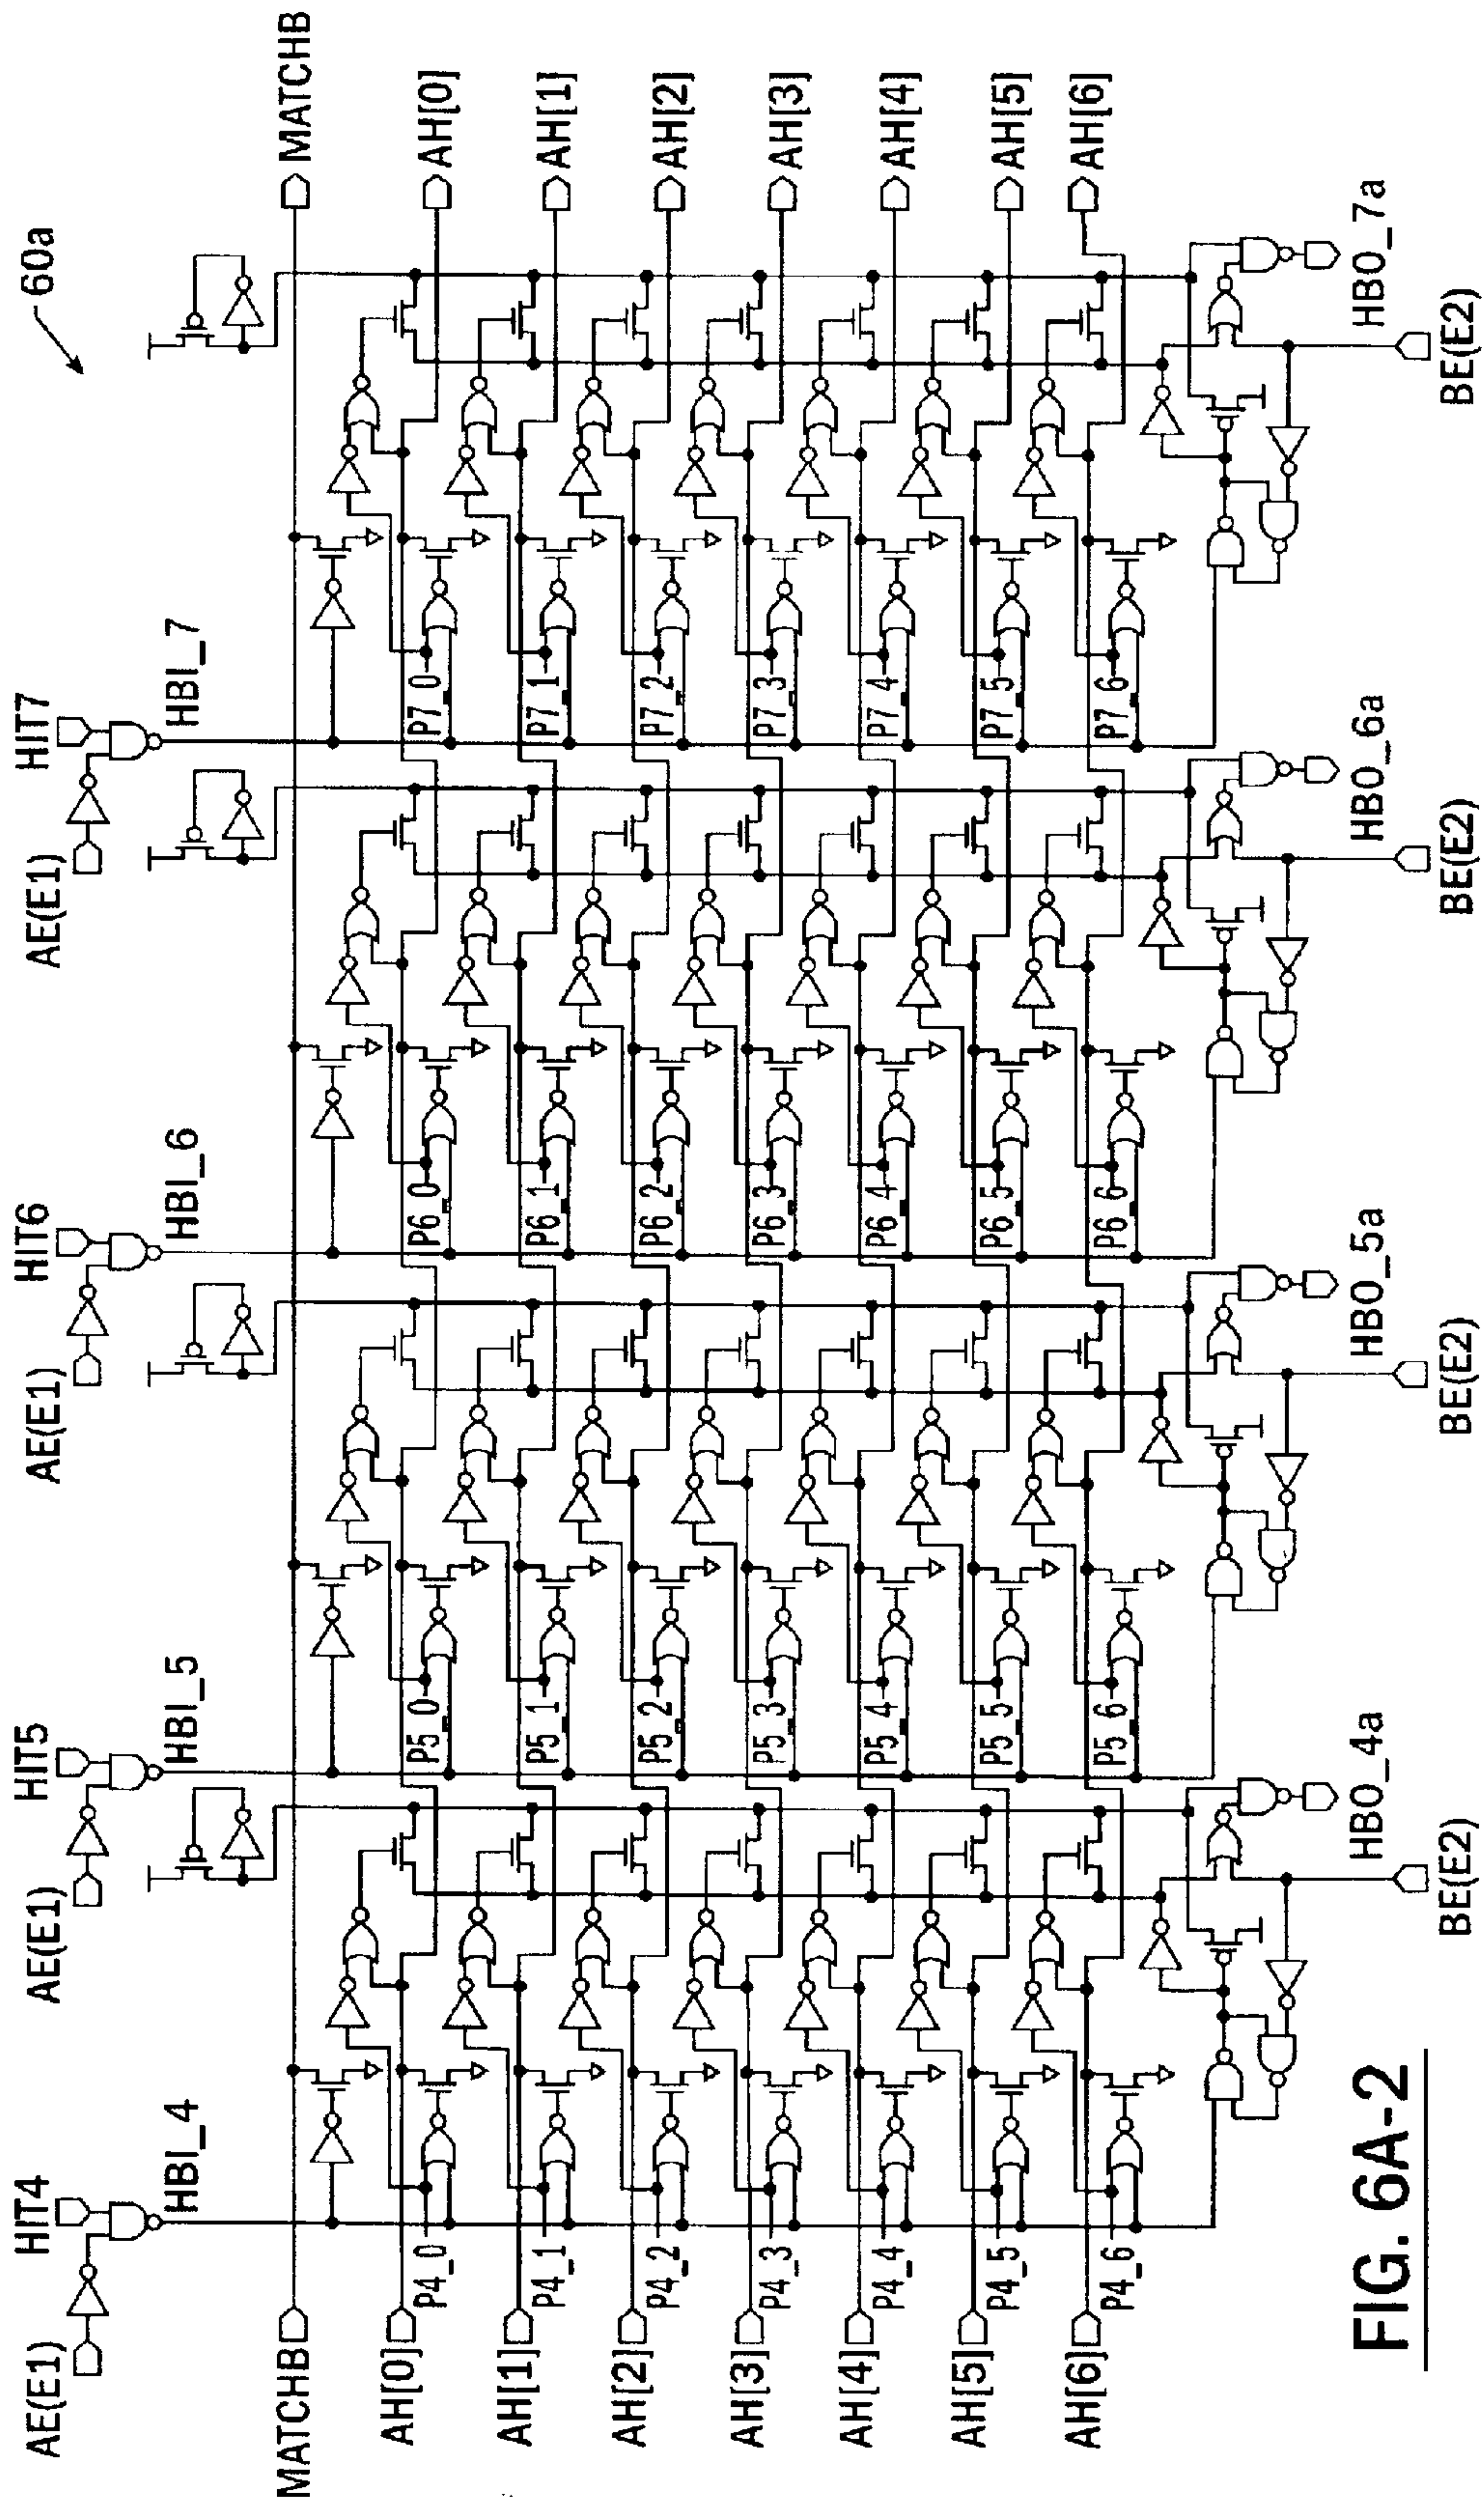 60a
AE(E1) HIT4 AE(E1) HIT5 AE(E1) HIT6 AE(E1) HIT7
HBI_4 HBI_5 HBI_6 HBI_7
MATCHB MATCHB
AH[0] AH[0]
P4_0 P5_0 P6_0 P7_0
AH[1] AH[1]
P4_1 P5_1 P6_1 P7_1
AH[2] AH[2]
P4_2 P5_2 P6_2 P7_2
AH[3] AH[3]
P4_3 P5_3 P6_3 P7_3
AH[4] AH[4]
P4_4 P5_4 P6_4 P7_4
AH[5] AH[5]
P4_5 P5_5 P6_5 P7_5
AH[6] AH[6]
P4_6 P5_6 P6_6 P7_6
HBO_4a HBO_5a HBO_6a HBO_7a
BE(E2) BE(E2) BE(E2) BE(E2)
FIG. 6A-2